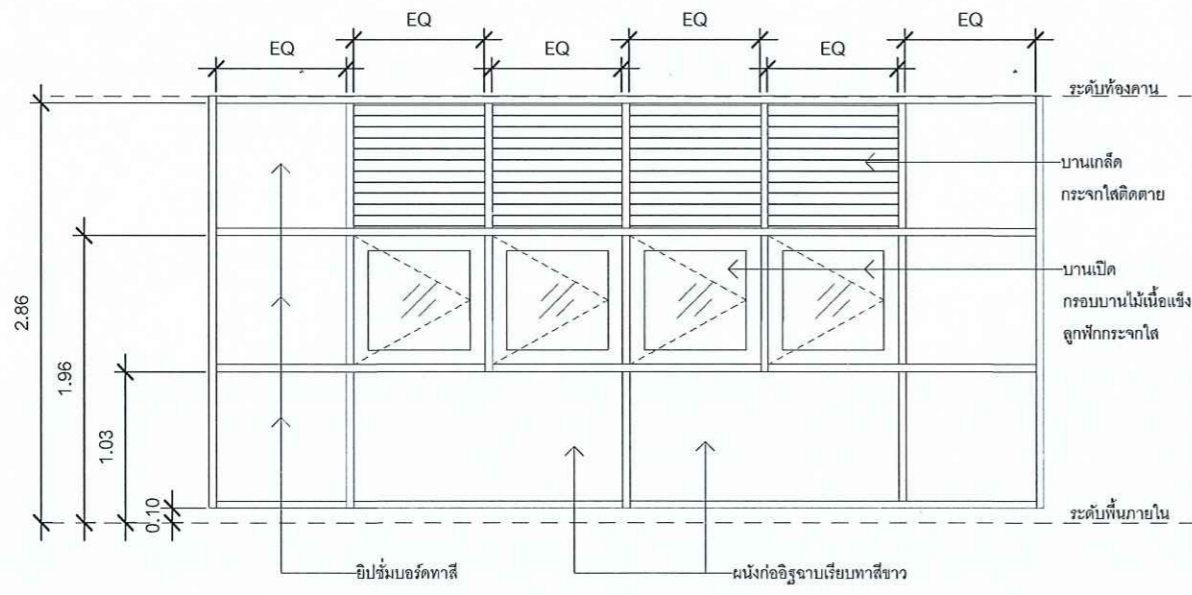 EQ
EQ
EQ
EQ
EQ
EQ
ระดับท้องคาน
บานเกล็ด
กระจกใสติดตาย
บานเปิด
กรอบบานไม้เนื้อแข็ง
ลูกฟักกระจกใส
2.86
1.96
1.03
0.10
ระดับพื้นภายใน
ยิปซั่มบอร์ดทาสี
ผนังก่ออิฐฉาบเรียบทาสีขาว